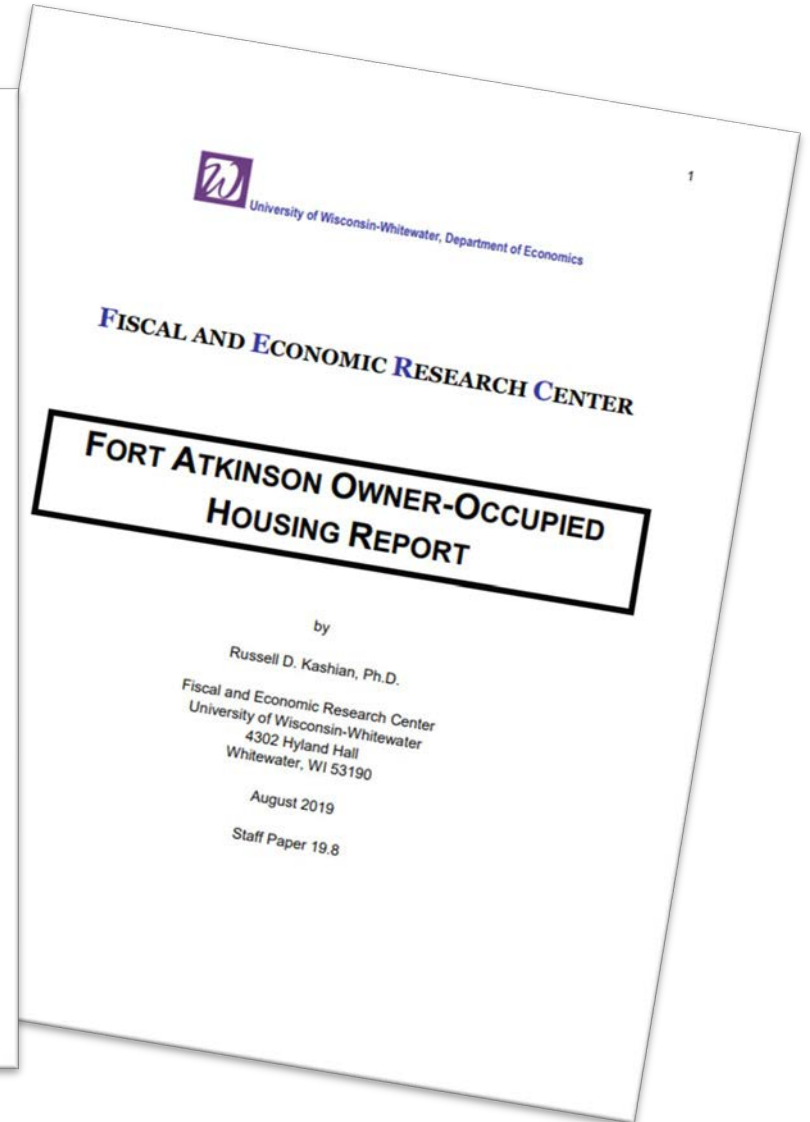 1
University of Wisconsin-Whitewater, Department of Economics
FISCAL AND ECONOMIC RESEARCH CENTER
FORT ATKINSON OWNER-OCCUPIED
HOUSING REPORT
by
Russell D. Kashian, Ph.D.
Fiscal and Economic Research Center
University of Wisconsin-Whitewater
4302 Hyland Hall
Whitewater, WI 53190
August 2019
Staff Paper 19.8